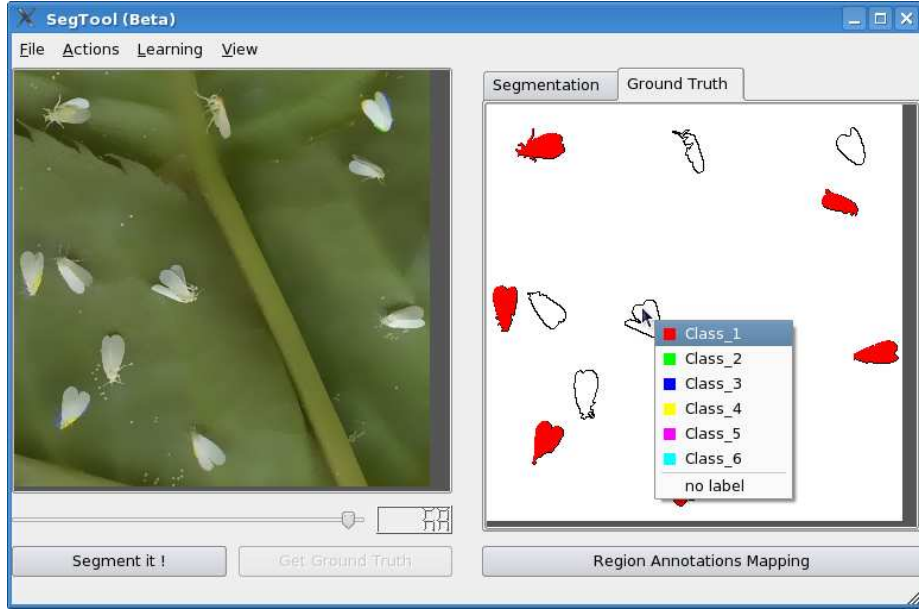 SegTool (Beta)
File Actions Learning View
Segmentation Ground Truth
Class_1
Class_2
Class_3
Class_4
Class_5
Class_6
no label
Segment it ! Get Ground Truth Region Annotations Mapping